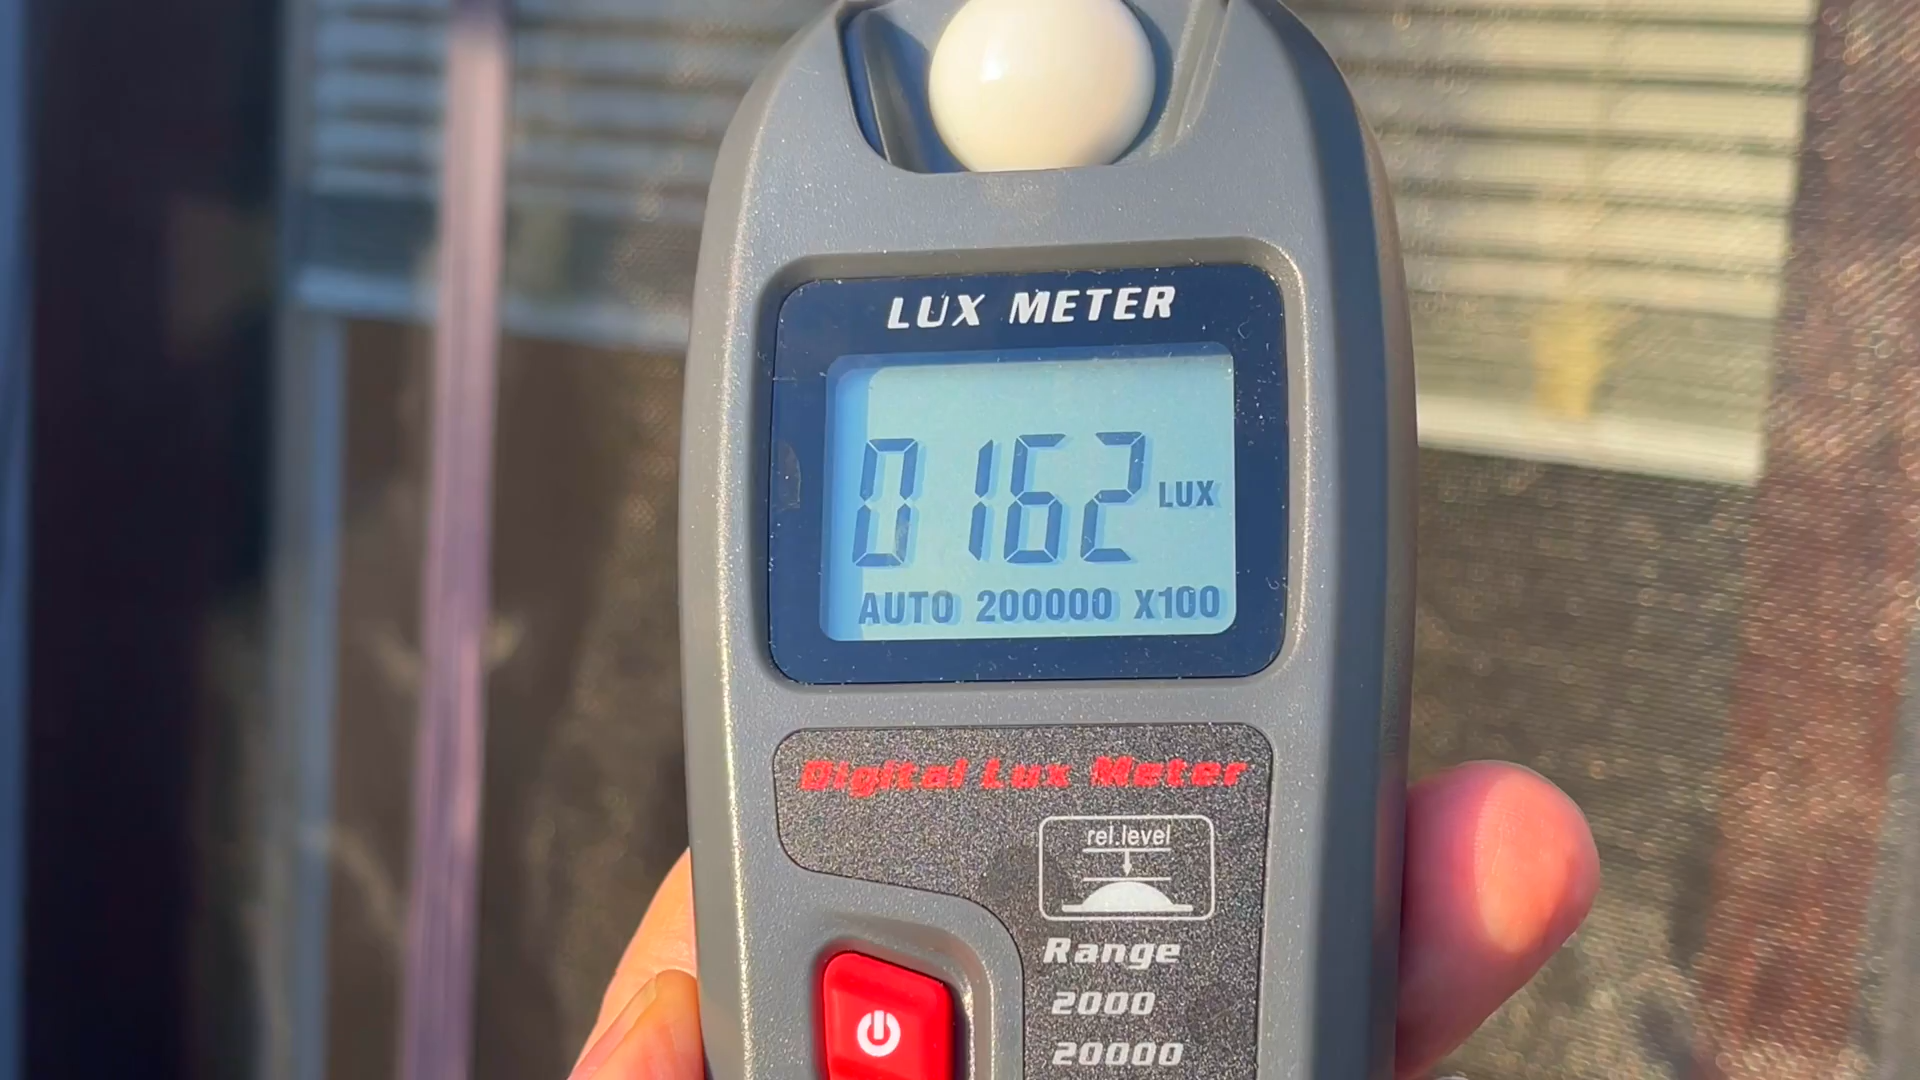 LUX METER
0162 LUX
AUTO 200000 X100
Digital Lux Meter
rel.level
Range
2000
20000